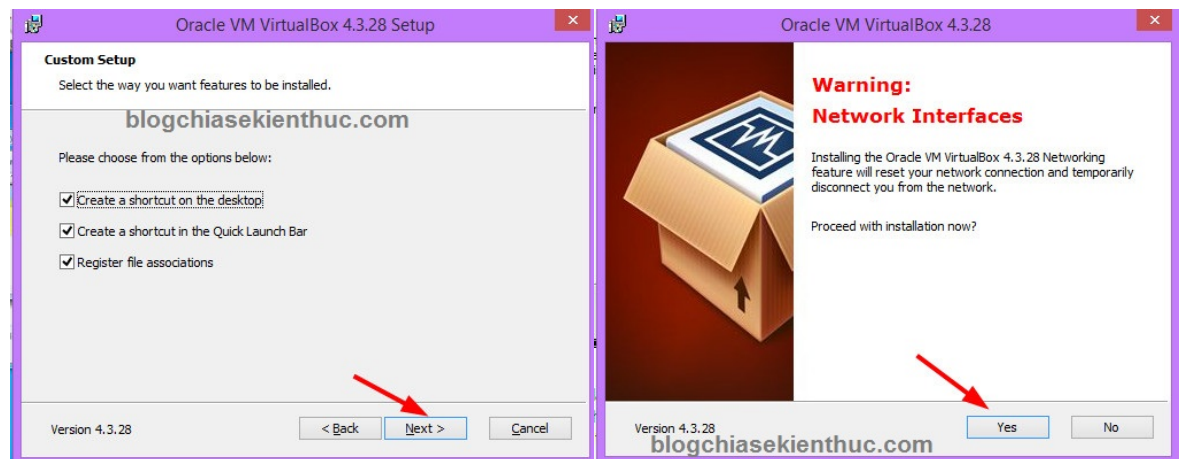 Oracle VM VirtualBox 4.3.28 Setup
Custom Setup
Select the way you want features to be installed.
blogchiasekienthuc.com
Please choose from the options below:
Create a shortcut on the desktop
Create a shortcut in the Quick Launch Bar
Register file associations
Version 4.3.28
< Back
Next >
Cancel
Oracle VM VirtualBox 4.3.28
Warning:
Network Interfaces
Installing the Oracle VM VirtualBox 4.3.28 Networking
feature will reset your network connection and temporarily
disconnect you from the network.
Proceed with installation now?
Version 4.3.28
Yes
No
blogchiasekienthuc.com